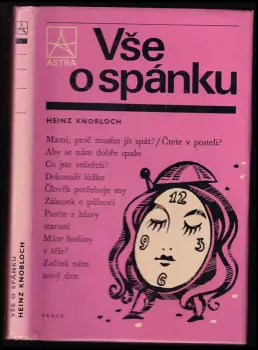 ASTRA
Vše
o spánku
HEINZ KNOBLOCH
Mami, proč musím jít spát?/Čtete v posteli?
Aby se nám dobře spalo
Co jste večeřeli?
Dokonalé lůžko
Člověk potřebuje sny
Zákusek o půlnoci
Pusťte z hlavy
starosti
Máte hodiny
v těle?
Začíná nám
nový den
PRÁCE
12
9
3
6
VŠE O SPÁNKU
HEINZ KNOBLOCH